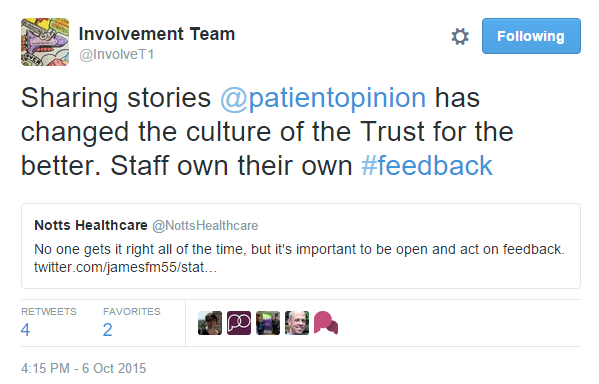 Involvement Team
@InvolveT1
Following
Sharing stories @patientopinion has
changed the culture of the Trust for the
better. Staff own their own #feedback
Notts Healthcare @NottsHealthcare
No one gets it right all of the time, but it's important to be open and act on feedback.
twitter.com/jamesfm55/stat...
RETWEETS FAVORITES
4 2
4:15 PM - 6 Oct 2015